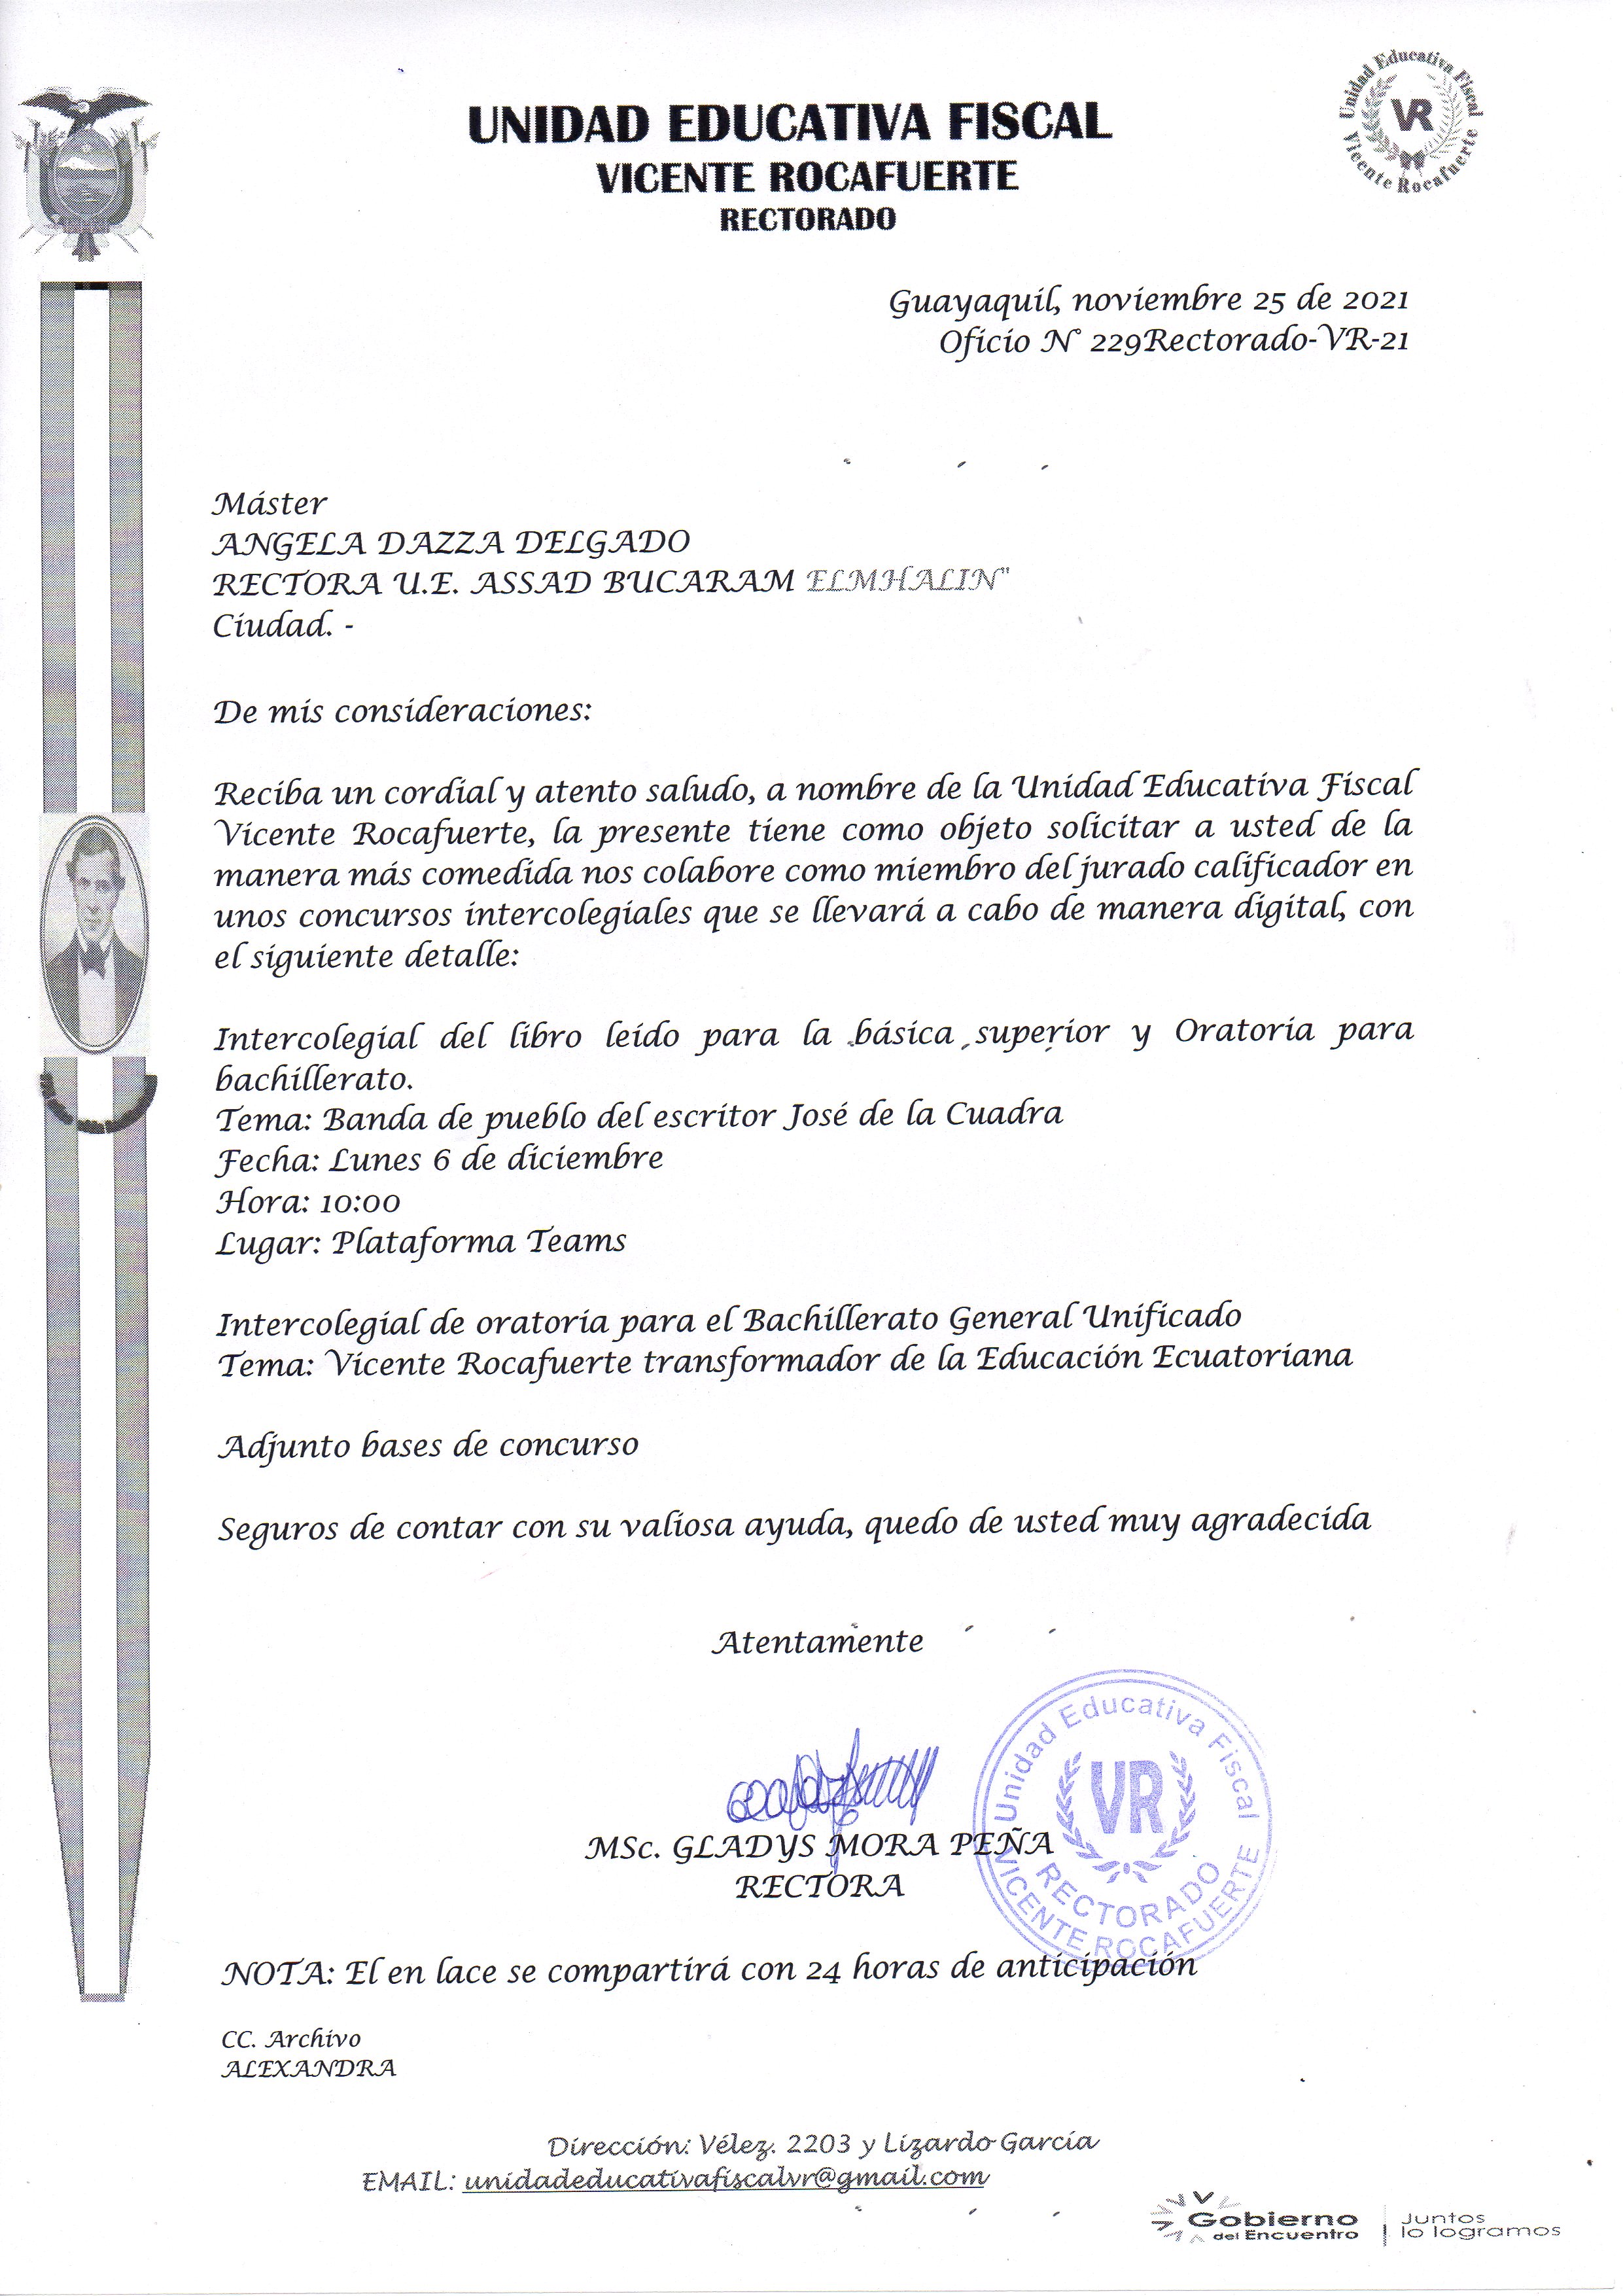 UNIDAD EDUCATIVA FISCAL
VICENTE ROCAFUERTE
RECTORADO
Unidad Educativa Fiscal
VR
Vicente Rocafuerte
Guayaquil, noviembre 25 de 2021
Oficio N° 229Rectorado-VR-21
Máster
ANGELA DAZZA DELGADO
RECTORA U.E. ASSAD BUCARAM ELMHALIN"
Ciudad. -
De mis consideraciones:
Reciba un cordial y atento saludo, a nombre de la Unidad Educativa Fiscal
Vicente Rocafuerte, la presente tiene como objeto solicitar a usted de la
manera más comedida nos colabore como miembro del jurado calificador en
unos concursos intercolegiales que se llevará a cabo de manera digital, con
el siguiente detalle:
Intercolegial del libro leído para la básica superior y Oratoria para
bachillerato.
Tema: Banda de pueblo del escritor José de la Cuadra
Fecha: Lunes 6 de diciembre
Hora: 10:00
Lugar: Plataforma Teams
Intercolegial de oratoria para el Bachillerato General Unificado
Tema: Vicente Rocafuerte transformador de la Educación Ecuatoriana
Adjunto bases de concurso
Seguros de contar con su valiosa ayuda, quedo de usted muy agradecida
Atentamente
MSc. GLADYS MORA PEÑA
RECTORA
Unidad Educativa Fiscal
VR
RECTORADO
VICENTE ROCAFUERTE
NOTA: El en lace se compartirá con 24 horas de anticipación
CC. Archivo
ALEXANDRA
Dirección: Vélez. 2203 y Lizardo García
EMAIL: unidadeducativafiscalvr@gmail.com
Gobierno
del Encuentro
Juntos
lo logramos